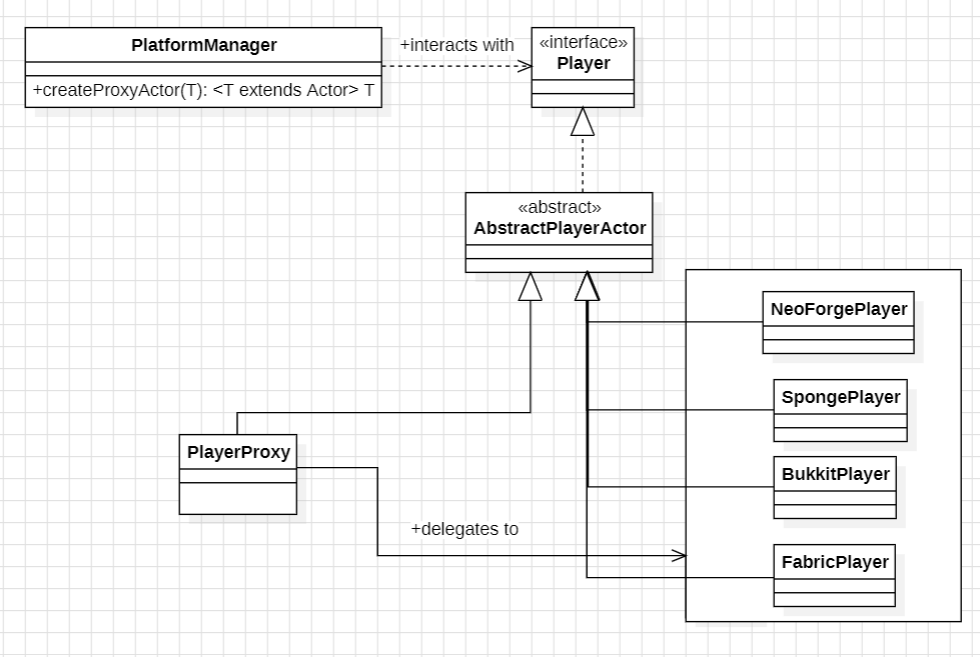 PlatformManager
+createProxyActor(T): <T extends Actor> T
+interacts with
«interface»
Player
«abstract»
AbstractPlayerActor
NeoForgePlayer
SpongePlayer
PlayerProxy
BukkitPlayer
+delegates to
FabricPlayer